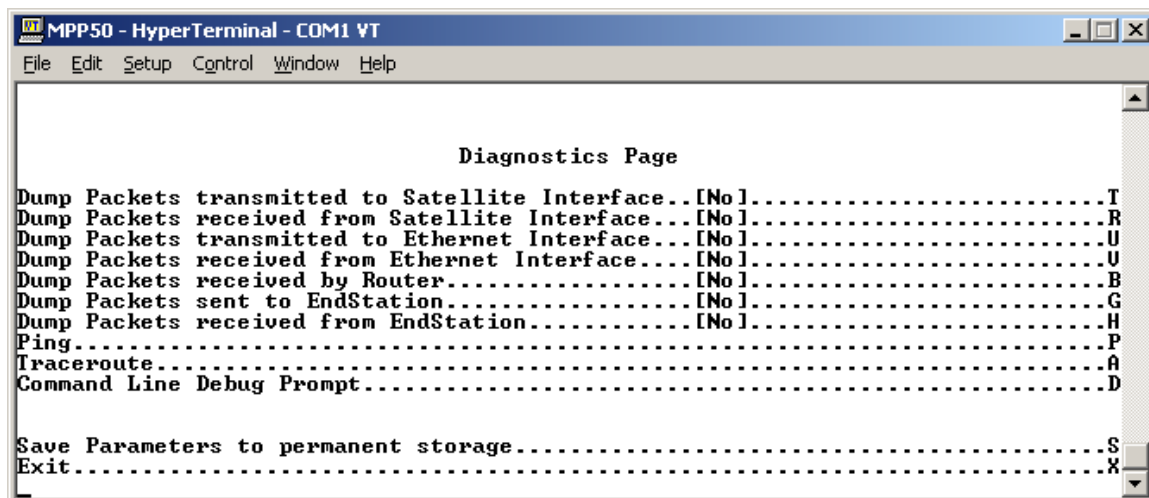 MPP50 - HyperTerminal - COM1 VT
File Edit Setup Control Window Help
Diagnostics Page
Dump Packets transmitted to Satellite Interface..[No]..........................T
Dump Packets received from Satellite Interface...[No]..........................R
Dump Packets transmitted to Ethernet Interface...[No]..........................U
Dump Packets received from Ethernet Interface....[No]..........................V
Dump Packets received by Router..................[No]..........................B
Dump Packets sent to EndStation..................[No]..........................G
Dump Packets received from EndStation............[No]..........................H
Ping...........................................................................P
Traceroute.....................................................................A
Command Line Debug Prompt......................................................D
Save Parameters to permanent storage...........................................S
Exit...........................................................................X